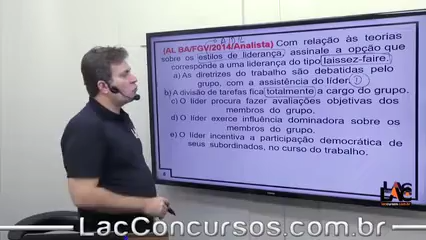 (AL BA/FGV/2014/Analista) Com relação às teorias
sobre os estilos de liderança, assinale a opção que
corresponde a uma liderança do tipo laissez-faire.
a) As diretrizes do trabalho são debatidas pelo
grupo, com a assistência do líder.
b) A divisão de tarefas fica totalmente a cargo do grupo.
c) O líder procura fazer avaliações objetivas dos
membros do grupo.
d) O líder exerce influência dominadora sobre os
membros do grupo.
e) O líder incentiva a participação democrática de
seus subordinados, no curso do trabalho.
LAC
LacConcursos.com.br